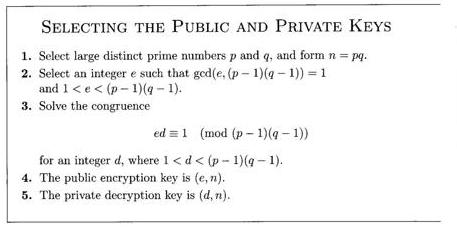 SELECTING THE PUBLIC AND PRIVATE KEYS
1. Select large distinct prime numbers p and q, and form n = pq.
2. Select an integer e such that gcd(e, (p − 1)(q − 1)) = 1
and 1 < e < (p − 1)(q − 1).
3. Solve the congruence
ed ≡ 1 (mod (p − 1)(q − 1))
for an integer d, where 1 < d < (p − 1)(q − 1).
4. The public encryption key is (e, n).
5. The private decryption key is (d, n).